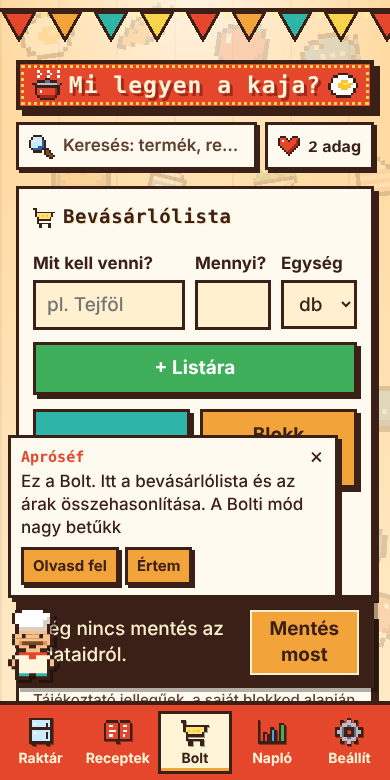 Mi legyen a kaja?
Keresés: termék, re...
2 adag
Bevásárlólista
Mit kell venni?
Mennyi?
Egység
pl. Tejföl
db
+ Listára
Blokk
Apróséf
×
Ez a Bolt. Itt a bevásárlólista és az
árak összehasonlítása. A Bolti mód
nagy betűkk
Olvasd fel
Értem
ég nincs mentés az
ataidról.
Mentés
most
Tájékoztató jellegűek, a saját blokkod alapján
Raktár
Receptek
Bolt
Napló
Beállít